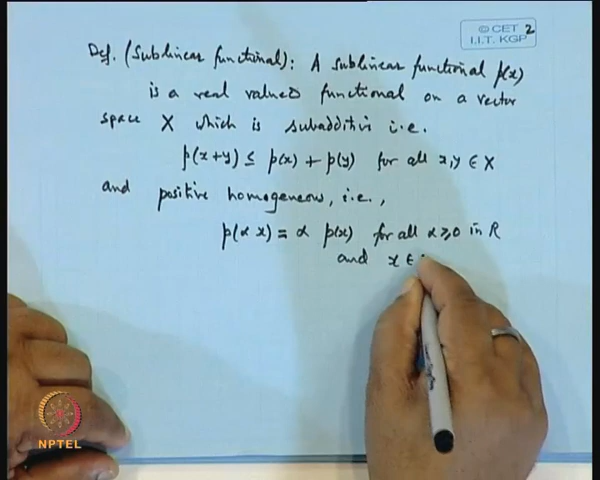 © CET 2
I.I.T. KGP
Def. (Sublinear functional): A sublinear functional p(x)
is a real valued functional on a vector
space X which is subadditive i.e.
p(x+y) ≤ p(x) + p(y) for all x,y ∈ X
and positive homogeneous, i.e.,
p(α x) = α p(x) for all α ≥ 0 in R
and x ∈
NPTEL